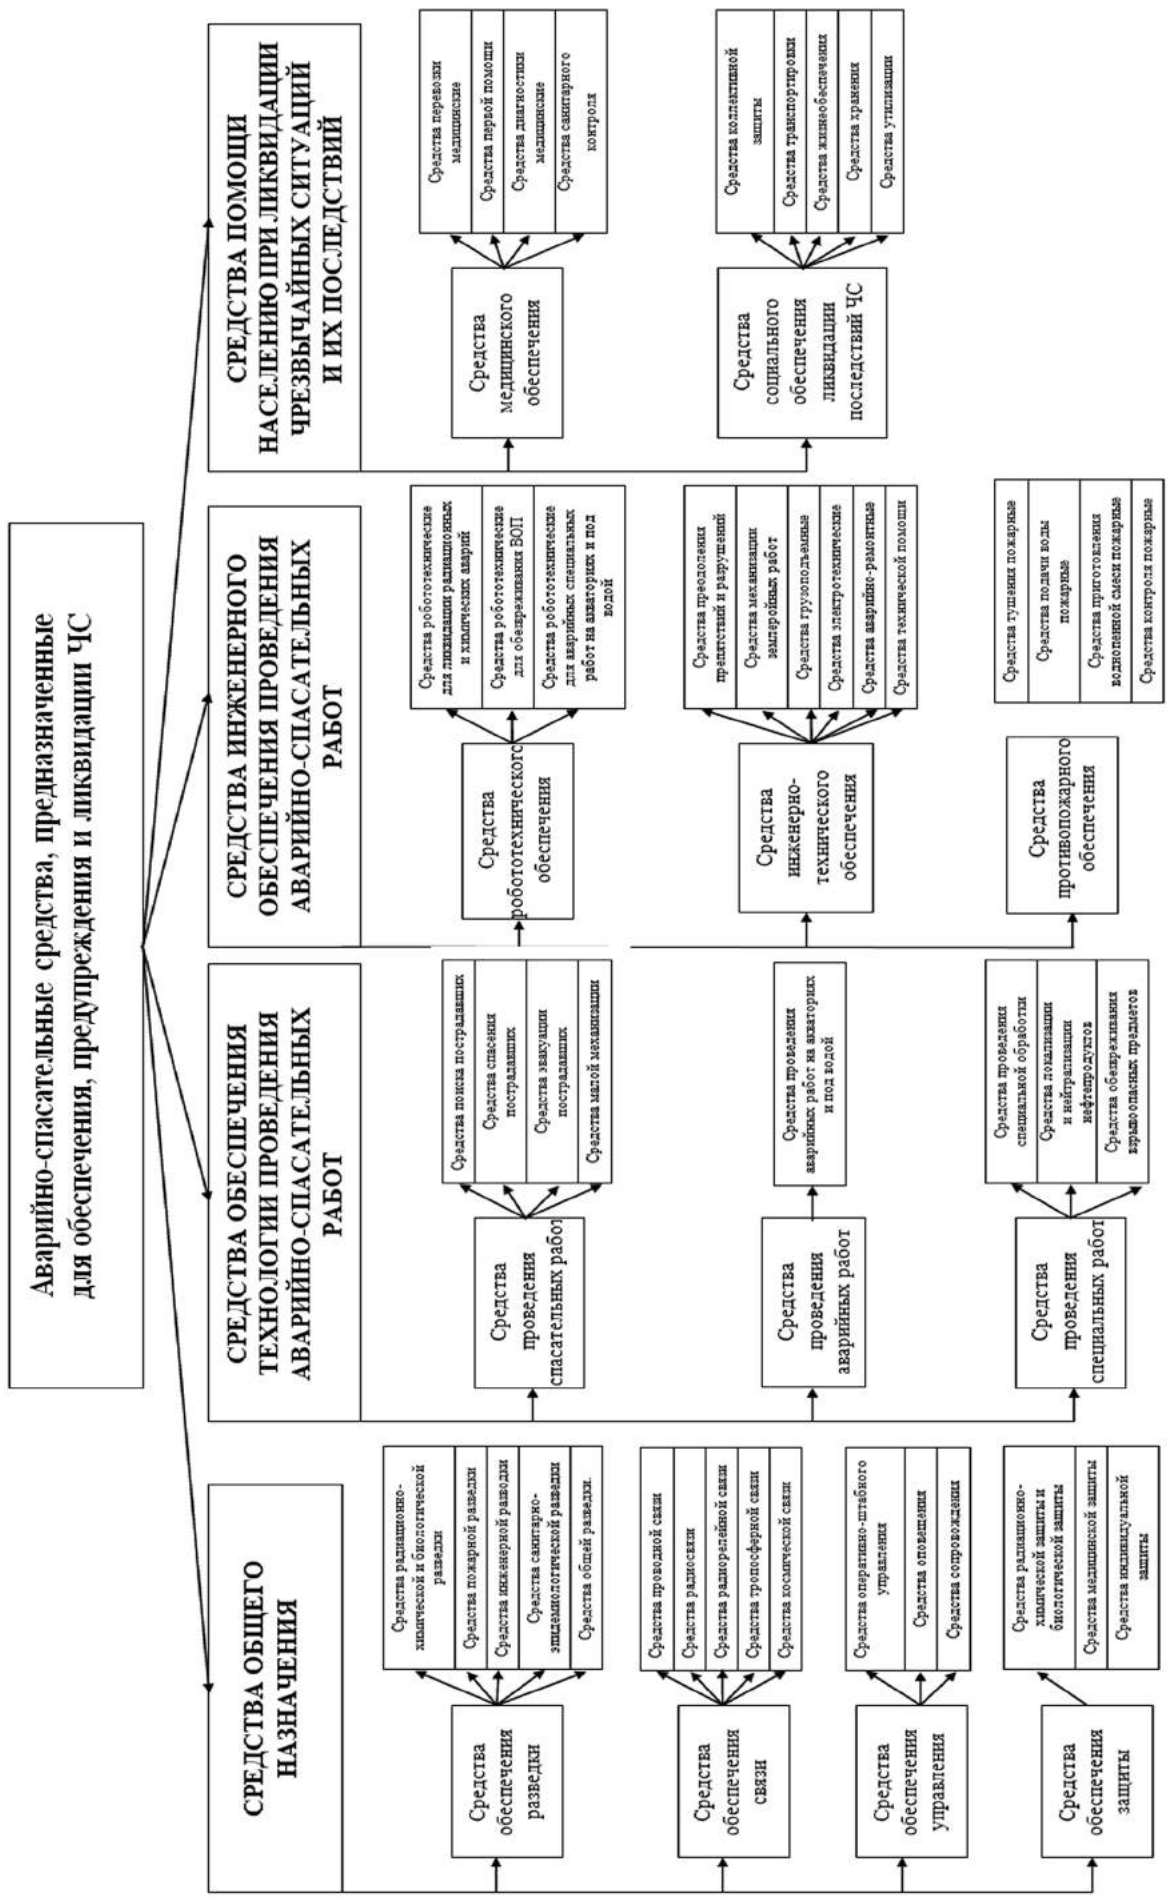 Аварийно-спасательные средства, предназначенные
для обеспечения, предупреждения и ликвидации ЧС
СРЕДСТВА ОБЩЕГО
НАЗНАЧЕНИЯ
Средства
обеспечения
разведки
Средства радиационно-
химической и биологической
разведки
Средства пожарной разведки
Средства инженерной разводки
Средства санитарно-
эпидемиологической разведки
Средства общей разведки.
Средства
обеспечения
связи
Средства проводной связи
Средства радиосвязи
Средства радиорелейной связи
Средства тропосферной связи
Средства космической связи
Средства
обеспечения
управления
Средства оперативно-штабного
управления
Средства оповещения
Средства сопровождения
Средства
обеспечения
защиты
Средства радиационно-
химической защиты и
биологической защиты
Средства медицинской защиты
Средства индивидуальной
защиты
СРЕДСТВА ОБЕСПЕЧЕНИЯ
ТЕХНОЛОГИИ ПРОВЕДЕНИЯ
АВАРИЙНО-СПАСАТЕЛЬНЫХ
РАБОТ
Средства
проведения
спасательных работ
Средства поиска пострадавших
Средства спасения
пострадавших
Средства эвакуации
пострадавших
Средства малой механизации
Средства
проведения
аварийных работ
Средства проведения
аварийных работ на акваториях
и под водой
Средства
проведения
специальных работ
Средства проведения
специальной обработки
Средства локализации
и нейтрализации
нефтепродуктов
Средства обезвреживания
взрывоопасных предметов
СРЕДСТВА ИНЖЕНЕРНОГО
ОБЕСПЕЧЕНИЯ ПРОВЕДЕНИЯ
АВАРИЙНО-СПАСАТЕЛЬНЫХ
РАБОТ
Средства
робототехнического
обеспечения
Средства робототехнические
для ликвидации радиационных
и химических аварий
Средства робототехнические
для обезвреживания ВОП
Средства робототехнические
для аварийных специальных
работ на акваториях и под
водой
Средства
инженерно-
технического
обеспечения
Средства преодоления
препятствий и разрушений
Средства механизации
землеройных работ
Средства грузоподъемные
Средства электротехнические
Средства аварийно-ремонтные
Средства технической помощи
Средства
противопожарного
обеспечения
Средства тушения пожарные
Средства подачи воды
пожарные
Средства приготовления
воднопенной смеси пожарные
Средства контроля пожарные
СРЕДСТВА ПОМОЩИ
НАСЕЛЕНИЮ ПРИ ЛИКВИДАЦИИ
ЧРЕЗВЫЧАЙНЫХ СИТУАЦИЙ
И ИХ ПОСЛЕДСТВИЙ
Средства
медицинского
обеспечения
Средства перевозки
медицинские
Средства первой помощи
Средства диагностики
медицинские
Средства санитарного
контроля
Средства
социального
обеспечения
ликвидации
последствий ЧС
Средства коллективной
защиты
Средства транспортировки
Средства жизнеобеспечения
Средства хранения
Средства утилизации